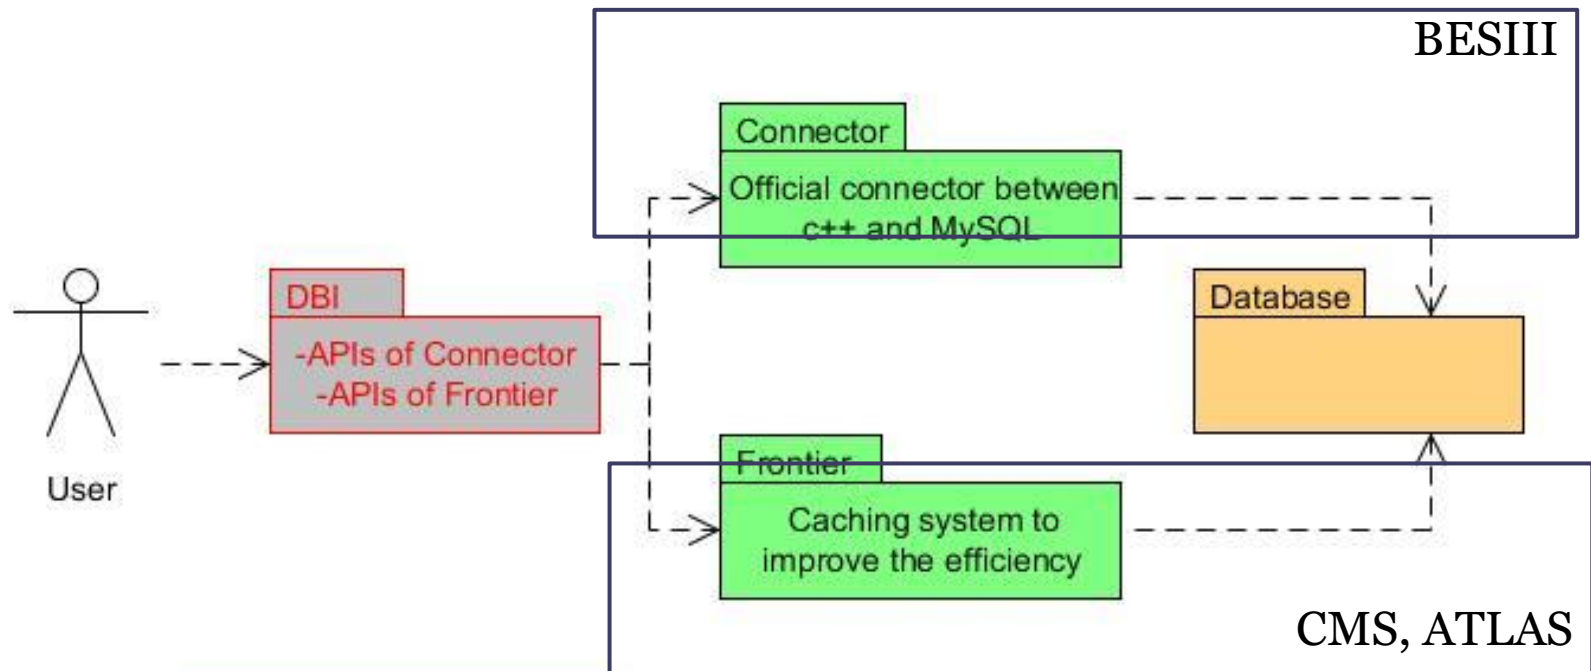 BESIII
Connector
Official connector between
c++ and MySQL
DBI
-APIs of Connector
-APIs of Frontier
Database
User
Frontier
Caching system to
improve the efficiency
CMS, ATLAS